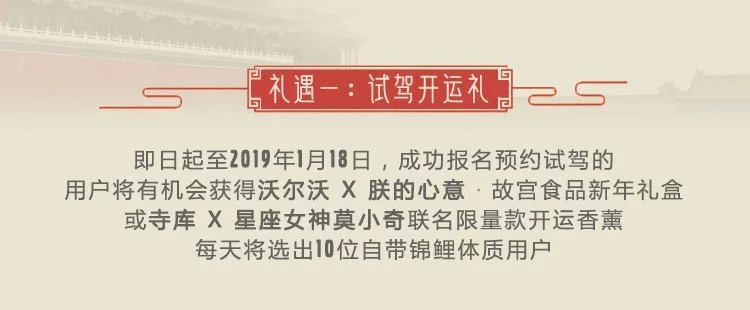 礼遇一：试驾开运礼
即日起至2019年1月18日，成功报名预约试驾的
用户将有机会获得沃尔沃 X 朕的心意·故宫食品新年礼盒
或寺库 X 星座女神莫小奇联名限量款开运香薰
每天将选出10位自带锦鲤体质用户